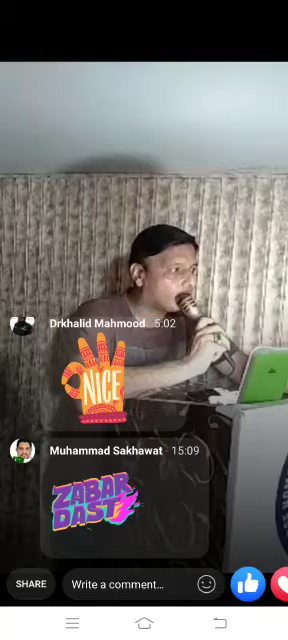 Drkhalid Mahmood · 5:02
NICE
Muhammad Sakhawat · 15:09
ZABAR
DAST
SHARE
Write a comment...